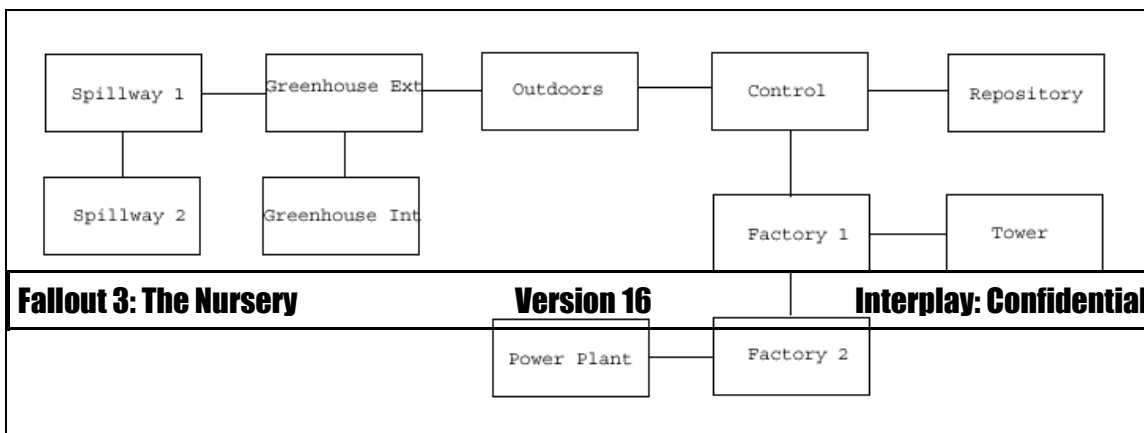 Spillway 1
Greenhouse Ext
Outdoors
Control
Repository
Spillway 2
Greenhouse Int
Factory 1
Tower
Fallout 3: The Nursery Version 16 Interplay: Confidential
Power Plant
Factory 2